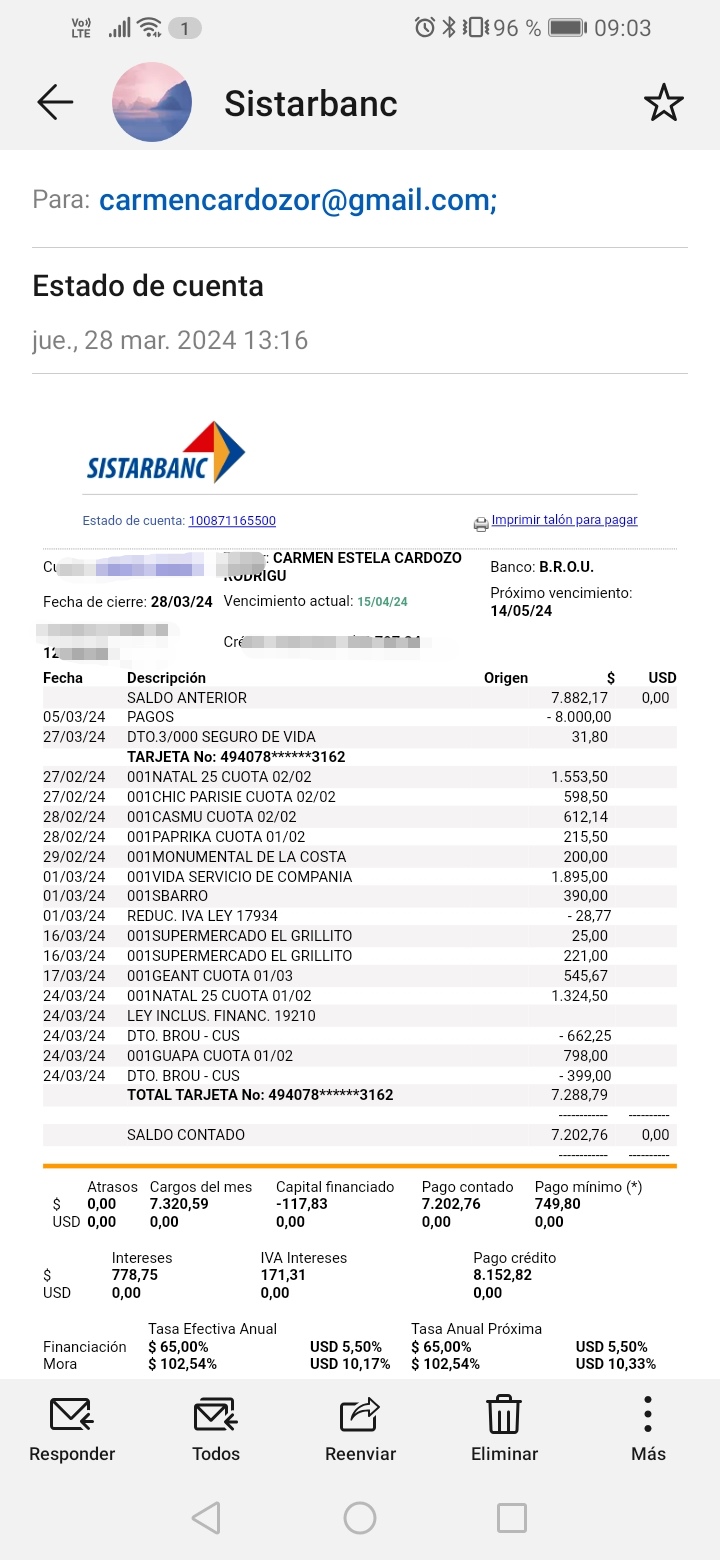 Vo)) LTE 1 96 % 09:03
Sistarbanc
Para: carmencardozor@gmail.com;
Estado de cuenta
jue., 28 mar. 2024 13:16
SISTARBANC
Estado de cuenta: 100871165500 Imprimir talón para pagar
CARMEN ESTELA CARDOZO RODRIGU
Banco: B.R.O.U.
Fecha de cierre: 28/03/24 Vencimiento actual: 15/04/24 Próximo vencimiento: 14/05/24
Fecha Descripción Origen $ USD
SALDO ANTERIOR 7.882,17 0,00
05/03/24 PAGOS - 8.000,00
27/03/24 DTO.3/000 SEGURO DE VIDA 31,80
TARJETA No: 494078******3162
27/02/24 001NATAL 25 CUOTA 02/02 1.553,50
27/02/24 001CHIC PARISIE CUOTA 02/02 598,50
28/02/24 001CASMU CUOTA 02/02 612,14
28/02/24 001PAPRIKA CUOTA 01/02 215,50
29/02/24 001MONUMENTAL DE LA COSTA 200,00
01/03/24 001VIDA SERVICIO DE COMPANIA 1.895,00
01/03/24 001SBARRO 390,00
01/03/24 REDUC. IVA LEY 17934 - 28,77
16/03/24 001SUPERMERCADO EL GRILLITO 25,00
16/03/24 001SUPERMERCADO EL GRILLITO 221,00
17/03/24 001GEANT CUOTA 01/03 545,67
24/03/24 001NATAL 25 CUOTA 01/02 1.324,50
24/03/24 LEY INCLUS. FINANC. 19210
24/03/24 DTO. BROU - CUS - 662,25
24/03/24 001GUAPA CUOTA 01/02 798,00
24/03/24 DTO. BROU - CUS - 399,00
TOTAL TARJETA No: 494078******3162 7.288,79
------------ ----------
SALDO CONTADO 7.202,76 0,00
------------ ----------
Atrasos Cargos del mes Capital financiado Pago contado Pago mínimo (*)
$ 0,00 7.320,59 -117,83 7.202,76 749,80
USD 0,00 0,00 0,00 0,00 0,00
Intereses IVA Intereses Pago crédito
$ 778,75 171,31 8.152,82
USD 0,00 0,00 0,00
Tasa Efectiva Anual Tasa Anual Próxima
Financiación $ 65,00% USD 5,50% $ 65,00% USD 5,50%
Mora $ 102,54% USD 10,17% $ 102,54% USD 10,33%
Responder Todos Reenviar Eliminar Más